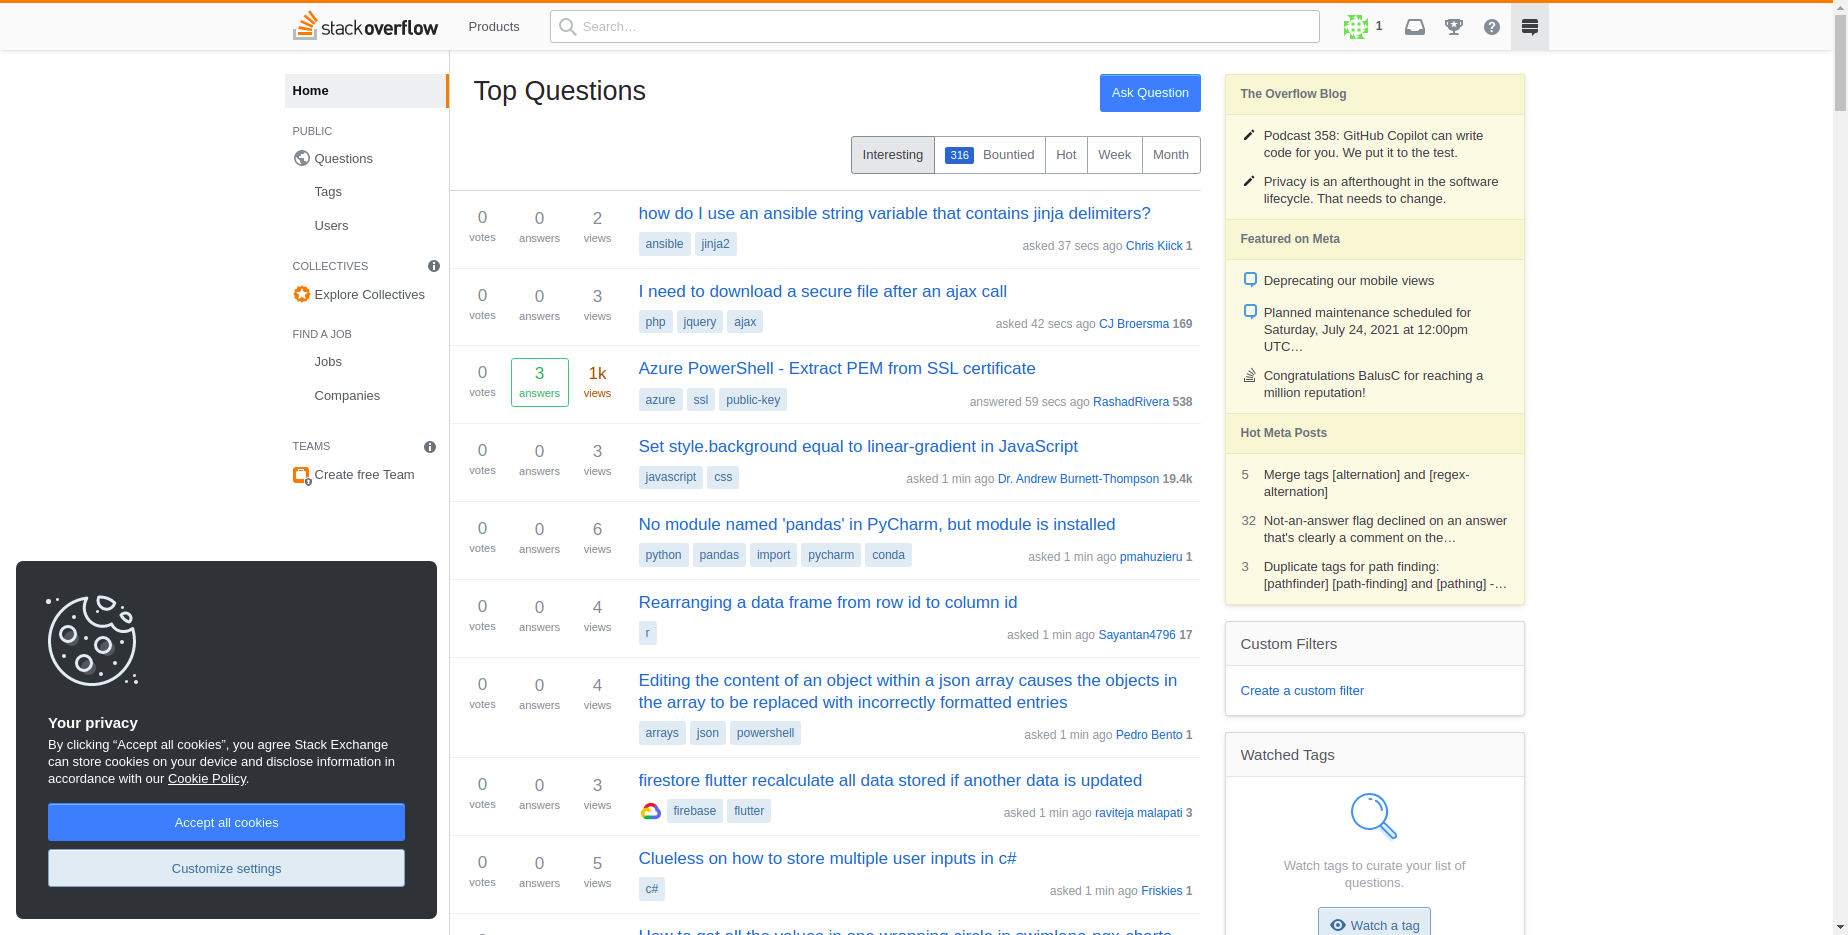 stackoverflow
Products
Search…
1
Home
PUBLIC
Questions
Tags
Users
COLLECTIVES
Explore Collectives
FIND A JOB
Jobs
Companies
TEAMS
Create free Team
Your privacy
By clicking “Accept all cookies”, you agree Stack Exchange
can store cookies on your device and disclose information in
accordance with our Cookie Policy.
Accept all cookies
Customize settings
Top Questions
Ask Question
Interesting 316 Bountied Hot Week Month
0 votes 0 answers 2 views
how do I use an ansible string variable that contains jinja delimiters?
ansible jinja2
asked 37 secs ago Chris Kiick 1
0 votes 0 answers 3 views
I need to download a secure file after an ajax call
php jquery ajax
asked 42 secs ago CJ Broersma 169
0 votes 3 answers 1k views
Azure PowerShell - Extract PEM from SSL certificate
azure ssl public-key
answered 59 secs ago RashadRivera 538
0 votes 0 answers 3 views
Set style.background equal to linear-gradient in JavaScript
javascript css
asked 1 min ago Dr. Andrew Burnett-Thompson 19.4k
0 votes 0 answers 6 views
No module named 'pandas' in PyCharm, but module is installed
python pandas import pycharm conda
asked 1 min ago pmahuzieru 1
0 votes 0 answers 4 views
Rearranging a data frame from row id to column id
r
asked 1 min ago Sayantan4796 17
0 votes 0 answers 4 views
Editing the content of an object within a json array causes the objects in
the array to be replaced with incorrectly formatted entries
arrays json powershell
asked 1 min ago Pedro Bento 1
0 votes 0 answers 3 views
firestore flutter recalculate all data stored if another data is updated
firebase flutter
asked 1 min ago raviteja malapati 3
0 votes 0 answers 5 views
Clueless on how to store multiple user inputs in c#
c#
asked 1 min ago Friskies 1
How to get all the values in one wrapping circle in swimlane ngx-charts
The Overflow Blog
Podcast 358: GitHub Copilot can write
code for you. We put it to the test.
Privacy is an afterthought in the software
lifecycle. That needs to change.
Featured on Meta
Deprecating our mobile views
Planned maintenance scheduled for
Saturday, July 24, 2021 at 12:00pm
UTC…
Congratulations BalusC for reaching a
million reputation!
Hot Meta Posts
5 Merge tags [alternation] and [regex-
alternation]
32 Not-an-answer flag declined on an answer
that's clearly a comment on the…
3 Duplicate tags for path finding:
[pathfinder] [path-finding] and [pathing] -…
Custom Filters
Create a custom filter
Watched Tags
Watch tags to curate your list of
questions.
Watch a tag